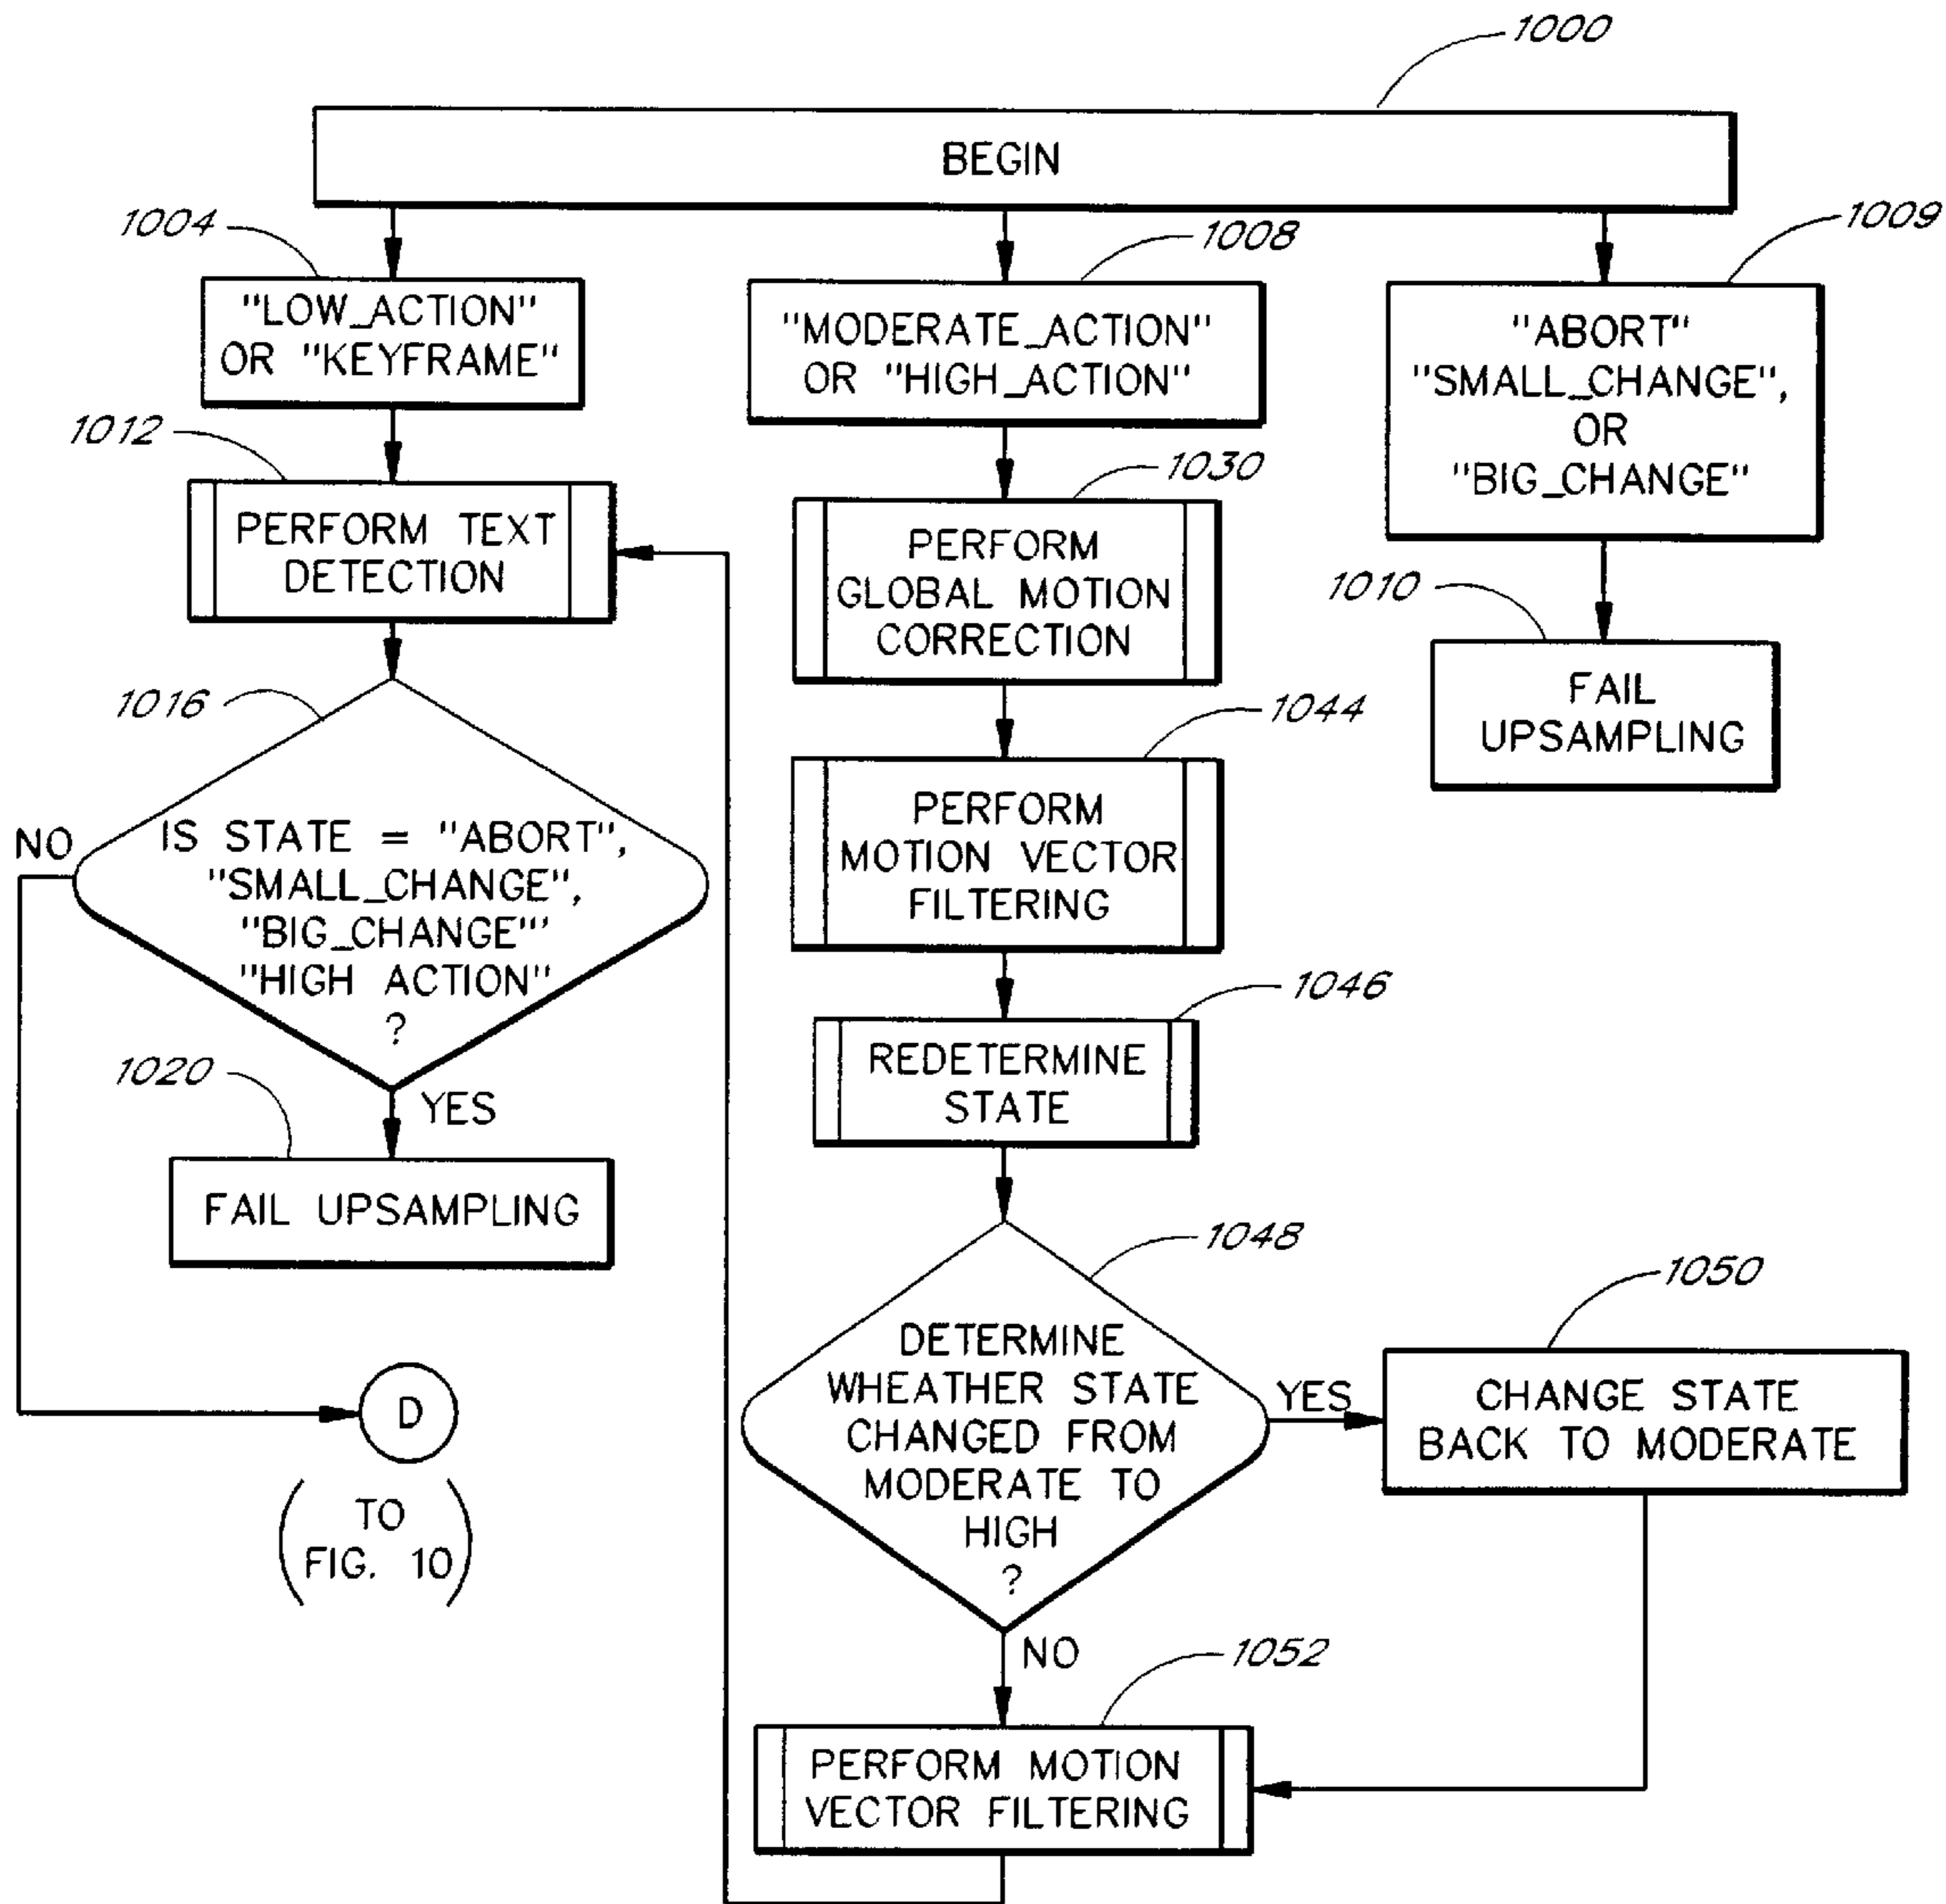 1000
BEGIN
1004
"LOW_ACTION"
OR "KEYFRAME"
1008
"MODERATE_ACTION"
OR "HIGH_ACTION"
1009
"ABORT"
"SMALL_CHANGE",
OR
"BIG_CHANGE"
1012
PERFORM TEXT
DETECTION
1030
PERFORM
GLOBAL MOTION
CORRECTION
1010
FAIL
UPSAMPLING
1016
NO
IS STATE = "ABORT",
"SMALL_CHANGE",
"BIG_CHANGE"'
"HIGH ACTION"
?
YES
1044
PERFORM
MOTION VECTOR
FILTERING
1020
FAIL UPSAMPLING
1046
REDETERMINE
STATE
D
(TO
FIG. 10)
1048
DETERMINE
WHEATHER STATE
CHANGED FROM
MODERATE TO
HIGH
?
YES
1050
CHANGE STATE
BACK TO MODERATE
NO
1052
PERFORM MOTION
VECTOR FILTERING